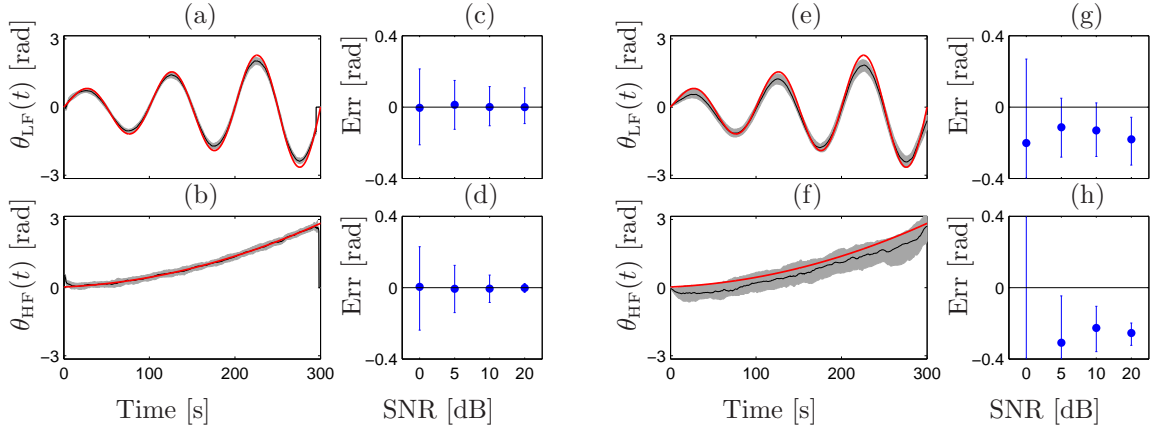 (a) (c) (e) (g)
3 0 −3 θLF(t) [rad]
0.4 0 −0.4 Err [rad]
3 0 −3 θLF(t) [rad]
0.4 0 −0.4 Err [rad]
(b) (d) (f) (h)
3 0 −3 θHF(t) [rad]
0.4 0 −0.4 Err [rad]
3 0 −3 θHF(t) [rad]
0.4 0 −0.4 Err [rad]
0 100 200 300 0 5 10 20 0 100 200 300 0 5 10 20
Time [s] SNR [dB] Time [s] SNR [dB]